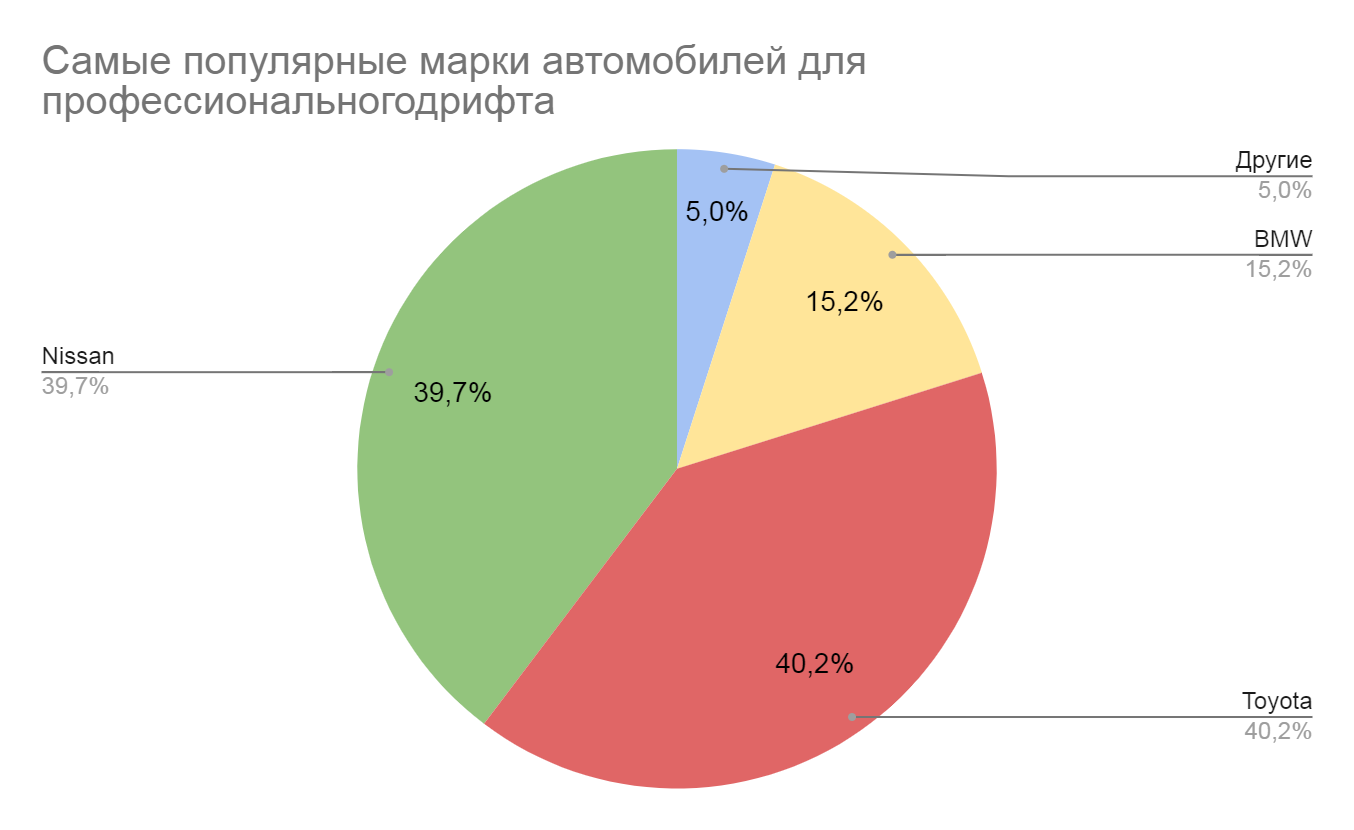 Самые популярные марки автомобилей для
профессиональногодрифта
Другие
5,0%
5,0%
BMW
15,2%
15,2%
Nissan
39,7%
39,7%
40,2%
Toyota
40,2%